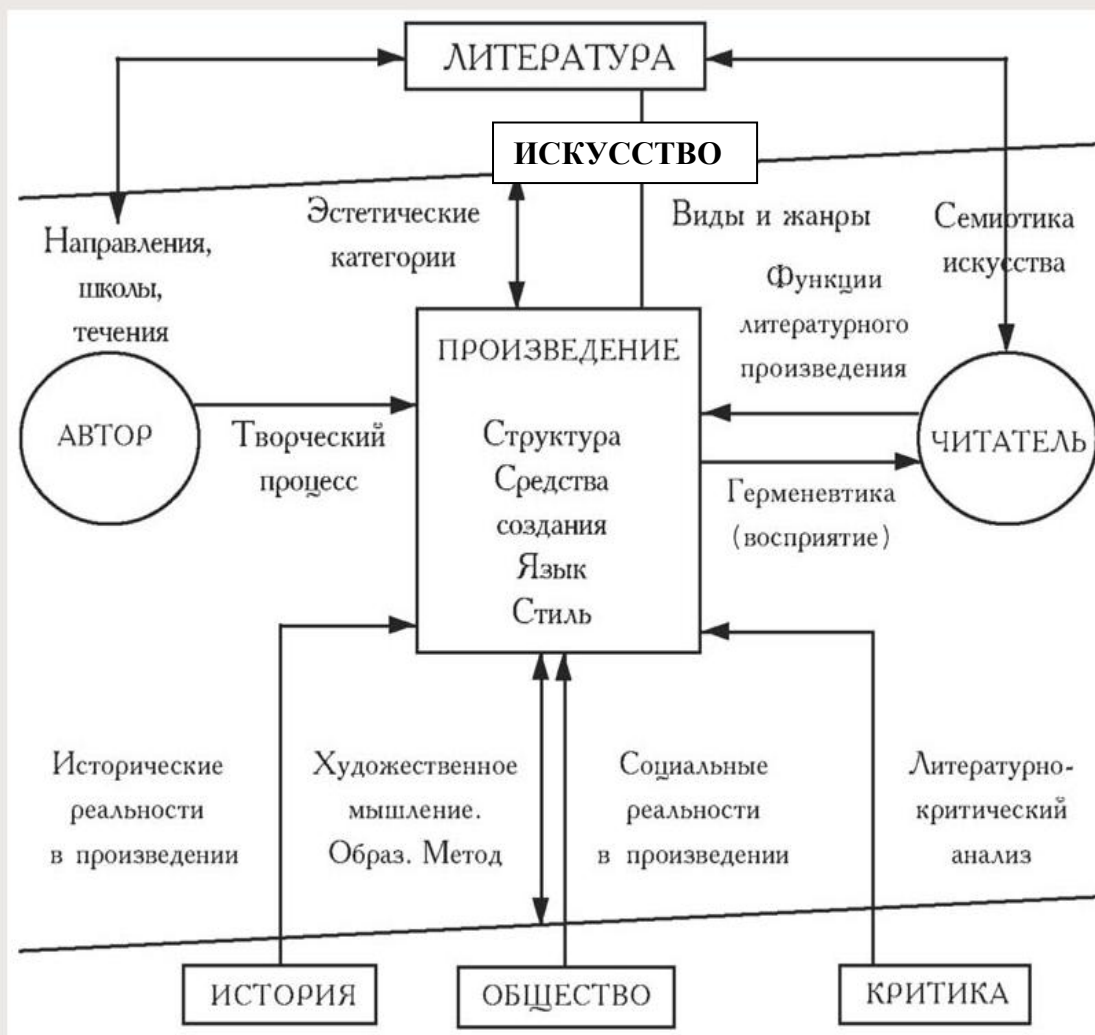 ЛИТЕРАТУРА
ИСКУССТВО
Направления,
школы,
течения
Эстетические
категории
Виды и жанры
Семиотика
искусства
Функции
литературного
произведения
АВТОР
Творческий
процесс
ПРОИЗВЕДЕНИЕ
Структура
Средства
создания
Язык
Стиль
ЧИТАТЕЛЬ
Герменевтика
(восприятие)
Исторические
реальности
в произведении
Художественное
мышление.
Образ. Метод
Социальные
реальности
в произведении
Литературно-
критический
анализ
ИСТОРИЯ
ОБЩЕСТВО
КРИТИКА